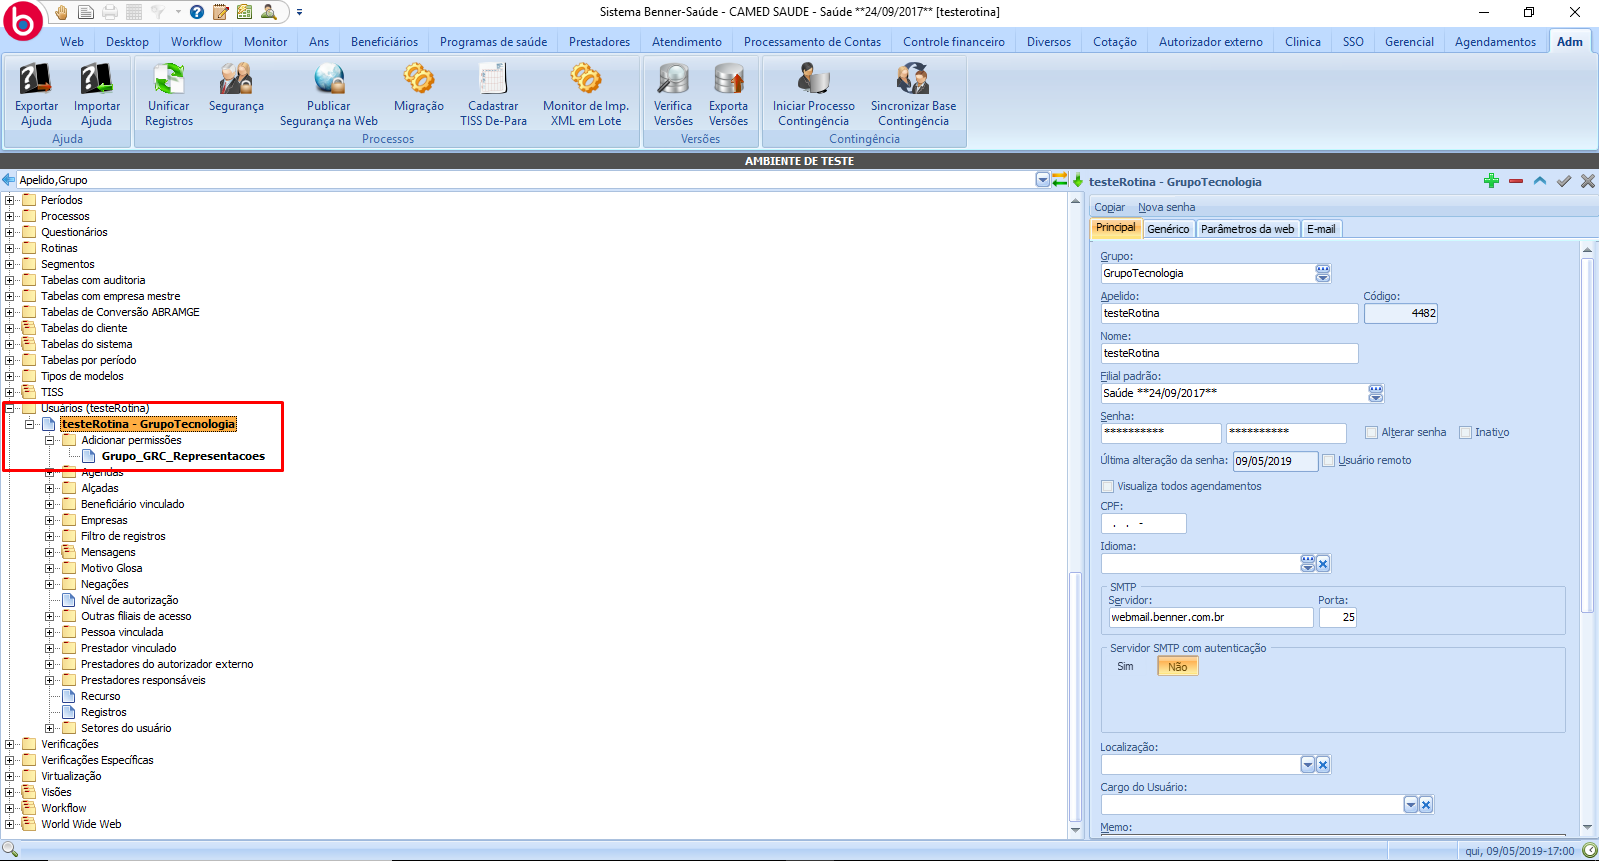 Sistema Benner-Saúde - CAMED SAUDE - Saúde **24/09/2017** [testerotina]
Web Desktop Workflow Monitor Ans Beneficiários Programas de saúde Prestadores Atendimento Processamento de Contas Controle financeiro Diversos Cotação Autorizador externo Clinica SSO Gerencial Agendamentos Adm
Exportar Ajuda
Importar Ajuda
Unificar Registros
Segurança
Publicar Segurança na Web
Migração
Cadastrar TISS De-Para
Monitor de Imp. XML em Lote
Verifica Versões
Exporta Versões
Iniciar Processo Contingência
Sincronizar Base Contingência
Ajuda Processos Versões Contingência
AMBIENTE DE TESTE
Apelido,Grupo
Períodos
Processos
Questionários
Rotinas
Segmentos
Tabelas com auditoria
Tabelas com empresa mestre
Tabelas de Conversão ABRAMGE
Tabelas do cliente
Tabelas do sistema
Tabelas por período
Tipos de modelos
TISS
Usuários (testeRotina)
testeRotina - GrupoTecnologia
Adicionar permissões
Grupo_GRC_Representacoes
Agendas
Alçadas
Beneficiário vinculado
Empresas
Filtro de registros
Mensagens
Motivo Glosa
Negações
Nível de autorização
Outras filiais de acesso
Pessoa vinculada
Prestador vinculado
Prestadores do autorizador externo
Prestadores responsáveis
Recurso
Registros
Setores do usuário
Verificações
Verificações Específicas
Virtualização
Visões
Workflow
World Wide Web
testeRotina - GrupoTecnologia
Copiar Nova senha
Principal Genérico Parâmetros da web E-mail
Grupo:
GrupoTecnologia
Apelido: Código:
testeRotina 4482
Nome:
testeRotina
Filial padrão:
Saúde **24/09/2017**
Senha:
********** ********** Alterar senha Inativo
Última alteração da senha: 09/05/2019 Usuário remoto
Visualiza todos agendamentos
CPF:
. . -
Idioma:
SMTP
Servidor: Porta:
webmail.benner.com.br 25
Servidor SMTP com autenticação
Sim Não
Localização:
Cargo do Usuário:
Memo:
qui, 09/05/2019-17:00